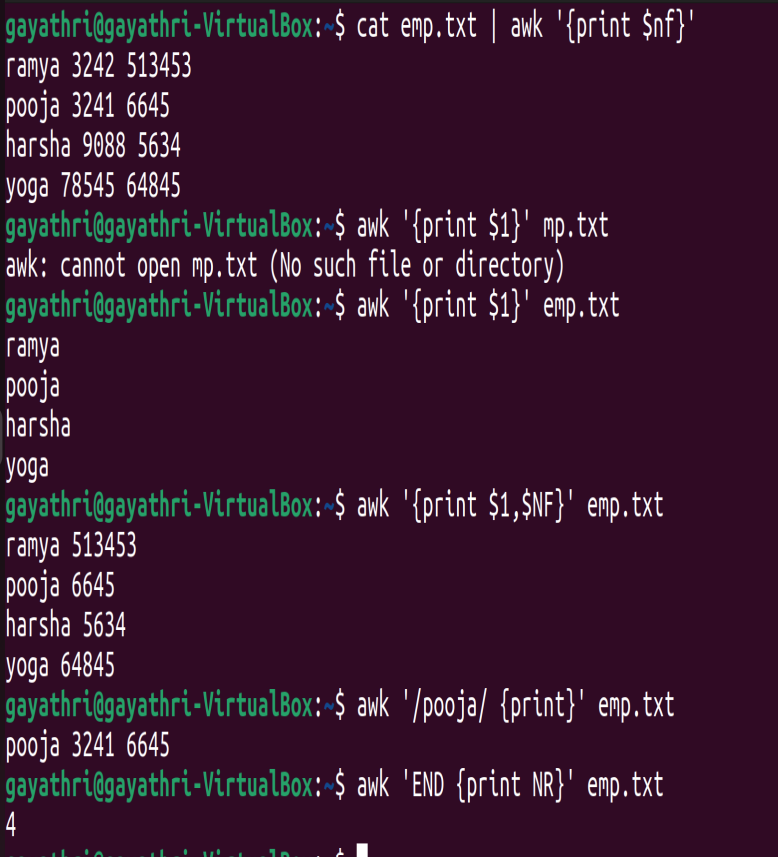 gayathri@gayathri-VirtualBox:~$ cat emp.txt | awk '{print $nf}'
ramya 3242 513453
pooja 3241 6645
harsha 9088 5634
yoga 78545 64845
gayathri@gayathri-VirtualBox:~$ awk '{print $1}' mp.txt
awk: cannot open mp.txt (No such file or directory)
gayathri@gayathri-VirtualBox:~$ awk '{print $1}' emp.txt
ramya
pooja
harsha
yoga
gayathri@gayathri-VirtualBox:~$ awk '{print $1,$NF}' emp.txt
ramya 513453
pooja 6645
harsha 5634
yoga 64845
gayathri@gayathri-VirtualBox:~$ awk '/pooja/ {print}' emp.txt
pooja 3241 6645
gayathri@gayathri-VirtualBox:~$ awk 'END {print NR}' emp.txt
4
gayathri@gayathri-VirtualBox:~$